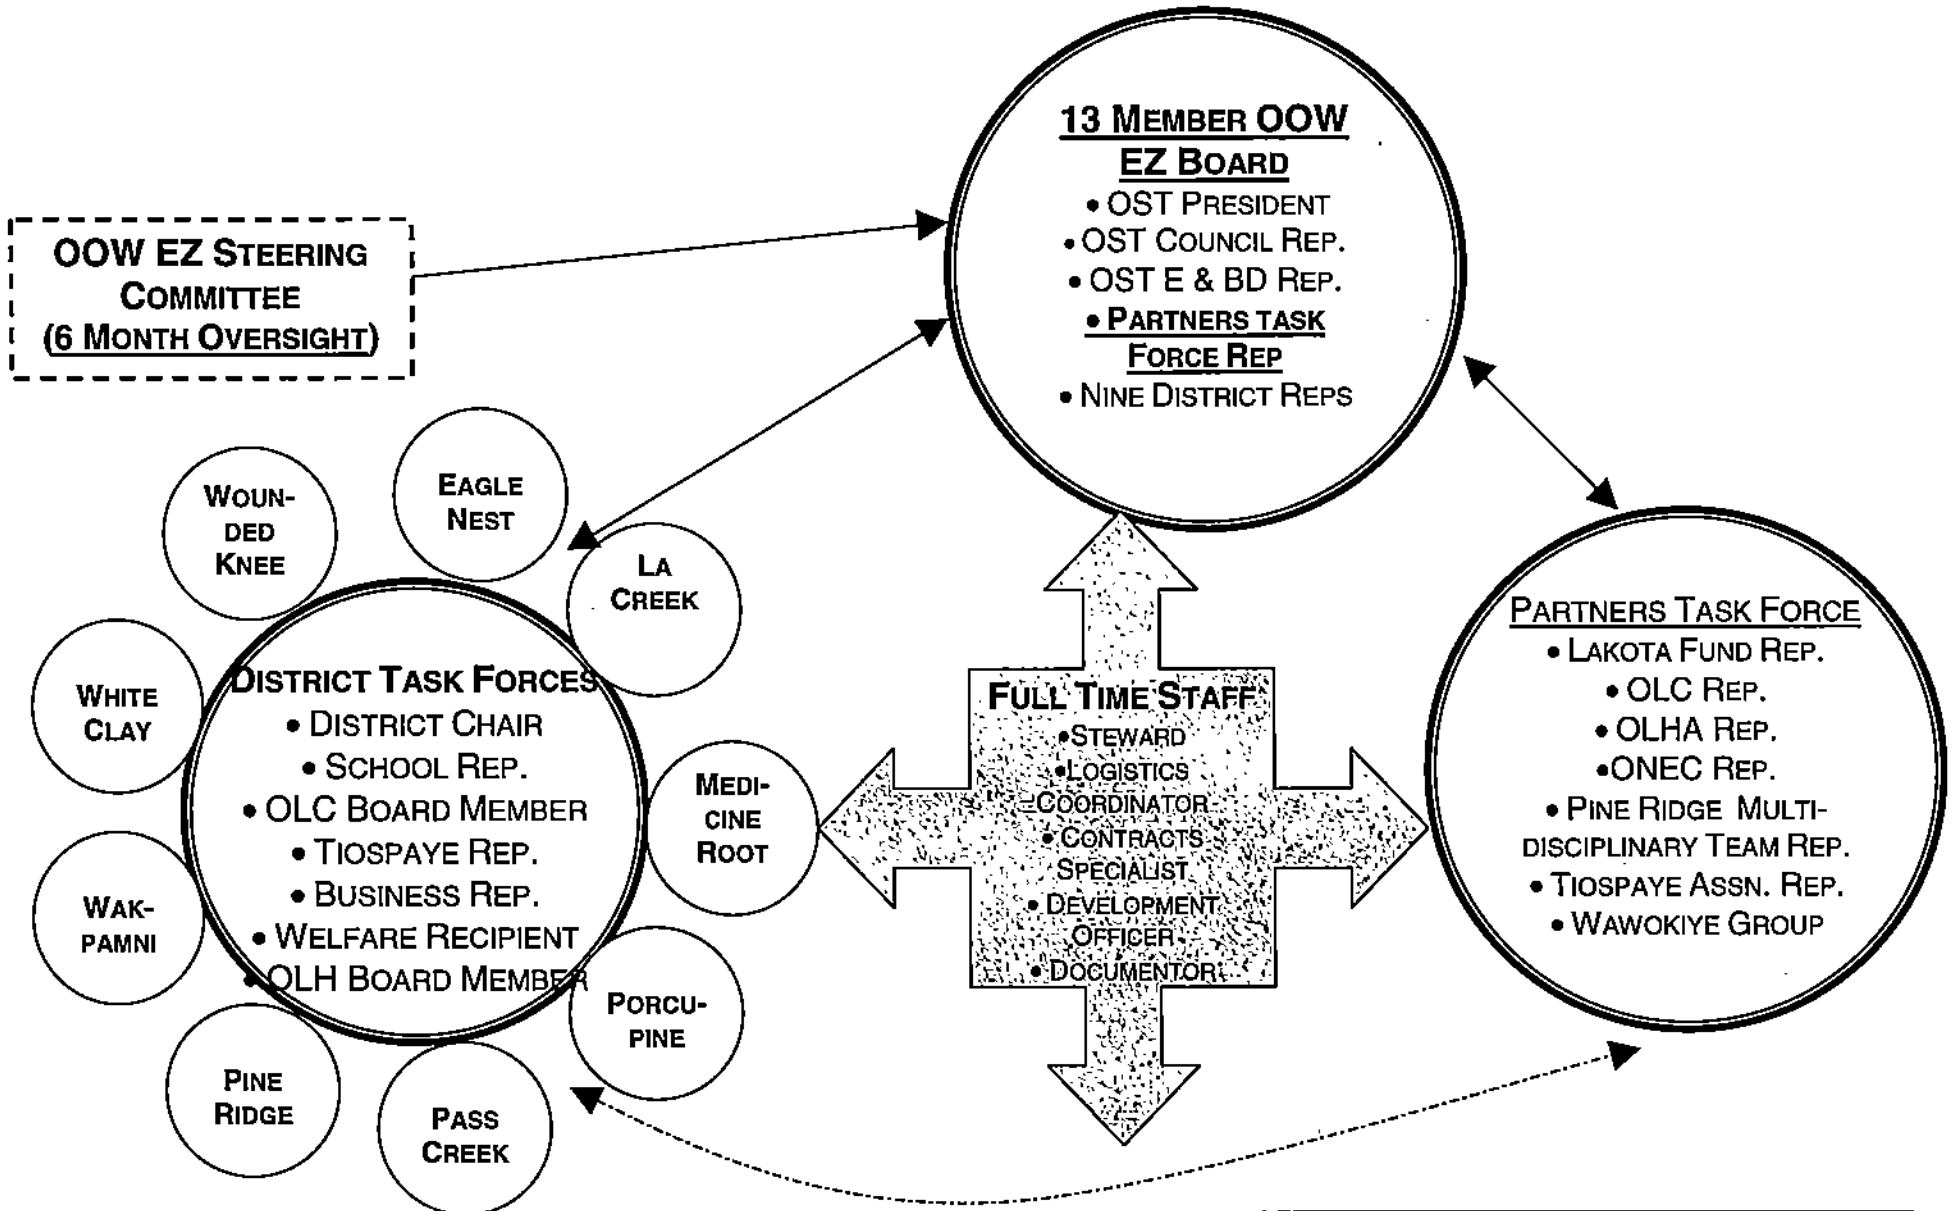 13 MEMBER OOW
EZ BOARD
• OST PRESIDENT
• OST COUNCIL REP.
• OST E & BD REP.
• PARTNERS TASK
FORCE REP
• NINE DISTRICT REPS
OOW EZ STEERING
COMMITTEE
(6 MONTH OVERSIGHT)
EAGLE
NEST
WOUN-
DED
KNEE
LA
CREEK
WHITE
CLAY
DISTRICT TASK FORCES
• DISTRICT CHAIR
• SCHOOL REP.
• OLC BOARD MEMBER
• TIOSPAYE REP.
• BUSINESS REP.
• WELFARE RECIPIENT
• OLH BOARD MEMBER
MEDI-
CINE
ROOT
WAK-
PAMNI
PORCU-
PINE
PINE
RIDGE
PASS
CREEK
FULL TIME STAFF
• STEWARD
• LOGISTICS
COORDINATOR
• CONTRACTS
SPECIALIST
• DEVELOPMENT
OFFICER
• DOCUMENTOR
PARTNERS TASK FORCE
• LAKOTA FUND REP.
• OLC REP.
• OLHA REP.
• ONEC REP.
• PINE RIDGE MULTI-
DISCIPLINARY TEAM REP.
• TIOSPAYE ASSN. REP.
• WAWOKIYE GROUP